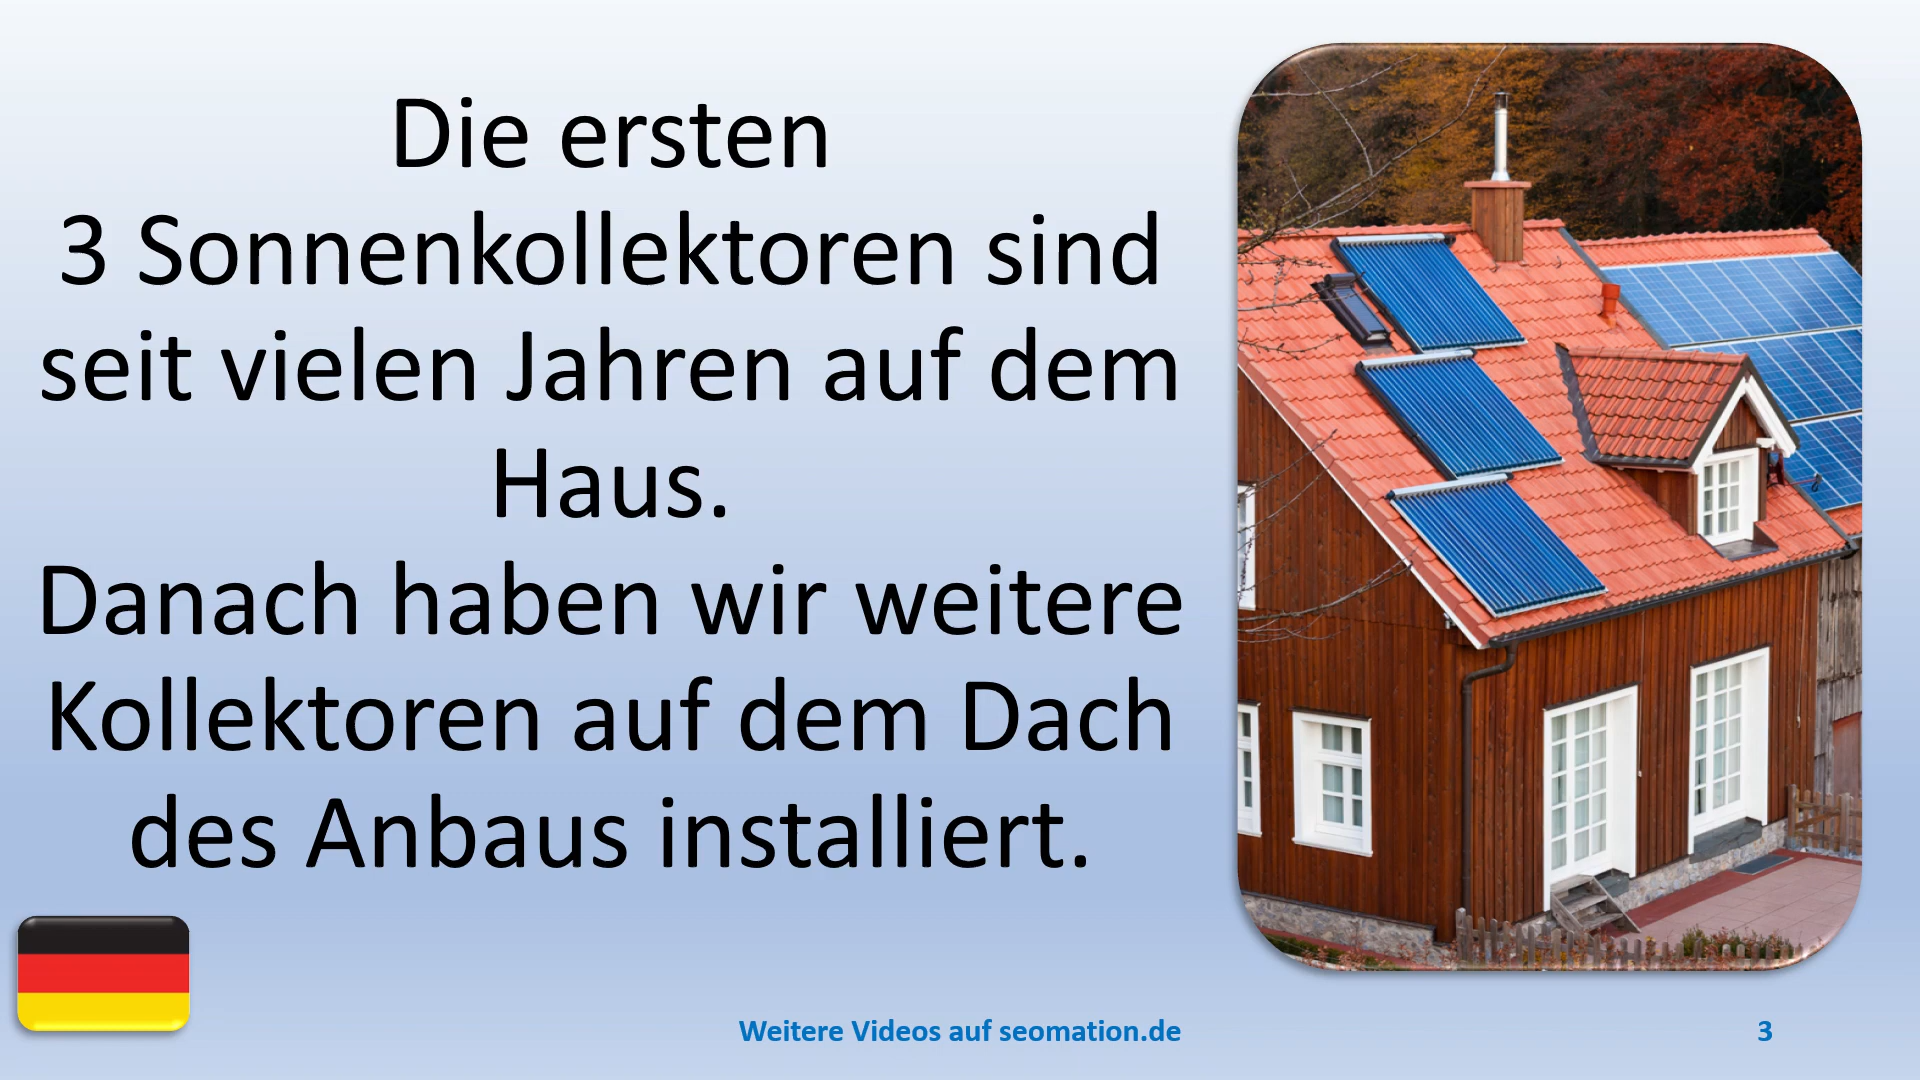 Die ersten
3 Sonnenkollektoren sind
seit vielen Jahren auf dem
Haus.
Danach haben wir weitere
Kollektoren auf dem Dach
des Anbaus installiert.
Weitere Videos auf seomation.de
3